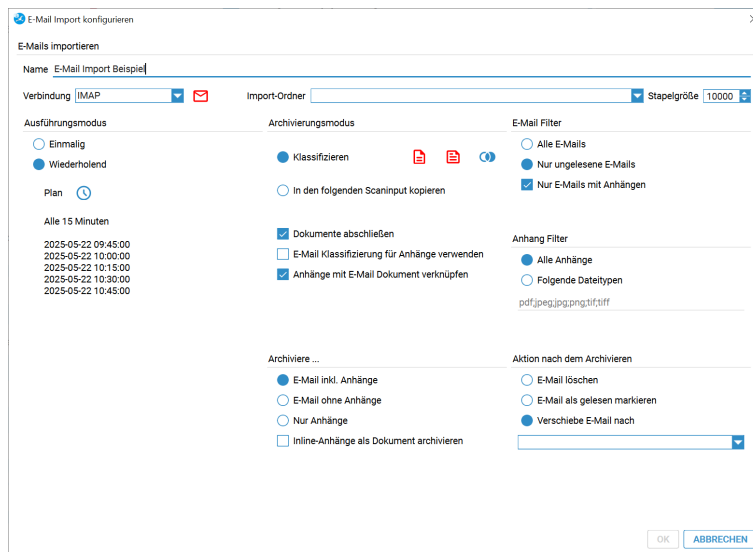 E-Mail Import konfigurieren
E-Mails importieren
Name E-Mail Import Beispiel
Verbindung IMAP Import-Ordner Stapelgröße 10000
Ausführungsmodus
Einmalig
Wiederholend
Plan
Alle 15 Minuten
2025-05-22 09:45:00
2025-05-22 10:00:00
2025-05-22 10:15:00
2025-05-22 10:30:00
2025-05-22 10:45:00
Archivierungsmodus
Klassifizieren
In den folgenden Scaninput kopieren
Dokumente abschließen
E-Mail Klassifizierung für Anhänge verwenden
Anhänge mit E-Mail Dokument verknüpfen
E-Mail Filter
Alle E-Mails
Nur ungelesene E-Mails
Nur E-Mails mit Anhängen
Anhang Filter
Alle Anhänge
Folgende Dateitypen
pdf;jpeg;jpg;png;tif;tiff
Archiviere ...
E-Mail inkl. Anhänge
E-Mail ohne Anhänge
Nur Anhänge
Inline-Anhänge als Dokument archivieren
Aktion nach dem Archivieren
E-Mail löschen
E-Mail als gelesen markieren
Verschiebe E-Mail nach
OK ABBRECHEN